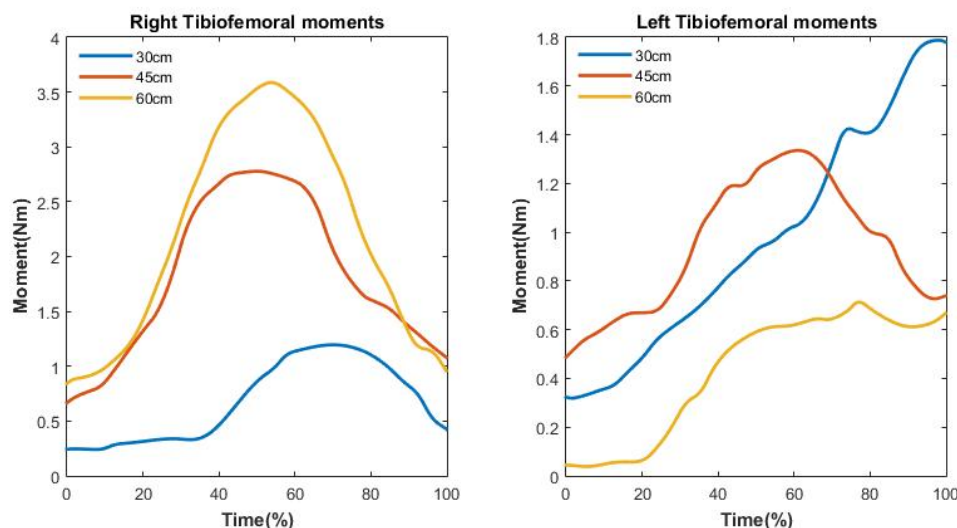 Right Tibiofemoral moments
4
3.5
3
2.5
2
1.5
1
0.5
0
30cm
45cm
60cm
Moment(Nm)
0 20 40 60 80 100
Time(%)
Left Tibiofemoral moments
1.8
1.6
1.4
1.2
1
0.8
0.6
0.4
0.2
0
30cm
45cm
60cm
Moment(Nm)
0 20 40 60 80 100
Time(%)